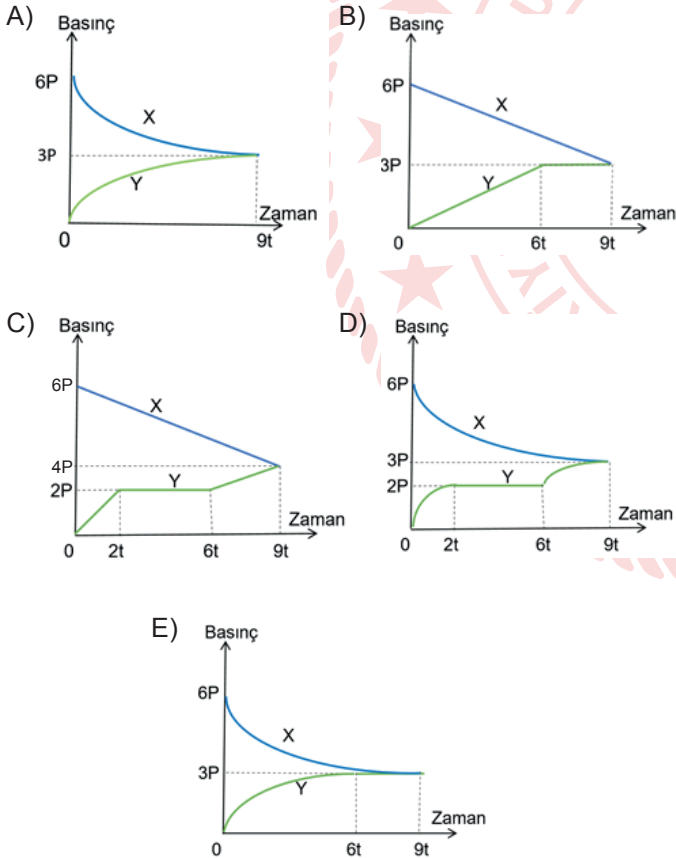 A)
Basınç
6P
X
3P
Y
Zaman
0
9t
B)
Basınç
6P
X
3P
Y
Zaman
0
6t
9t
C)
Basınç
6P
X
4P
2P
Y
Zaman
0
2t
6t
9t
D)
Basınç
6P
X
3P
2P
Y
Zaman
0
2t
6t
9t
E)
Basınç
6P
X
3P
Y
Zaman
0
6t
9t